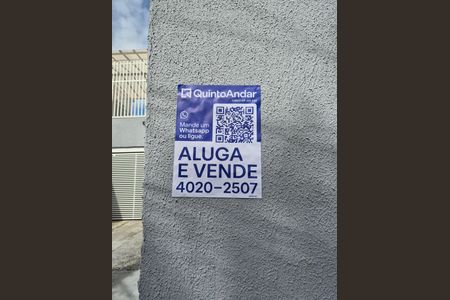 QuintoAndar
Mande um
Whatsapp
ou ligue.
ALUGA
E VENDE
4020-2507